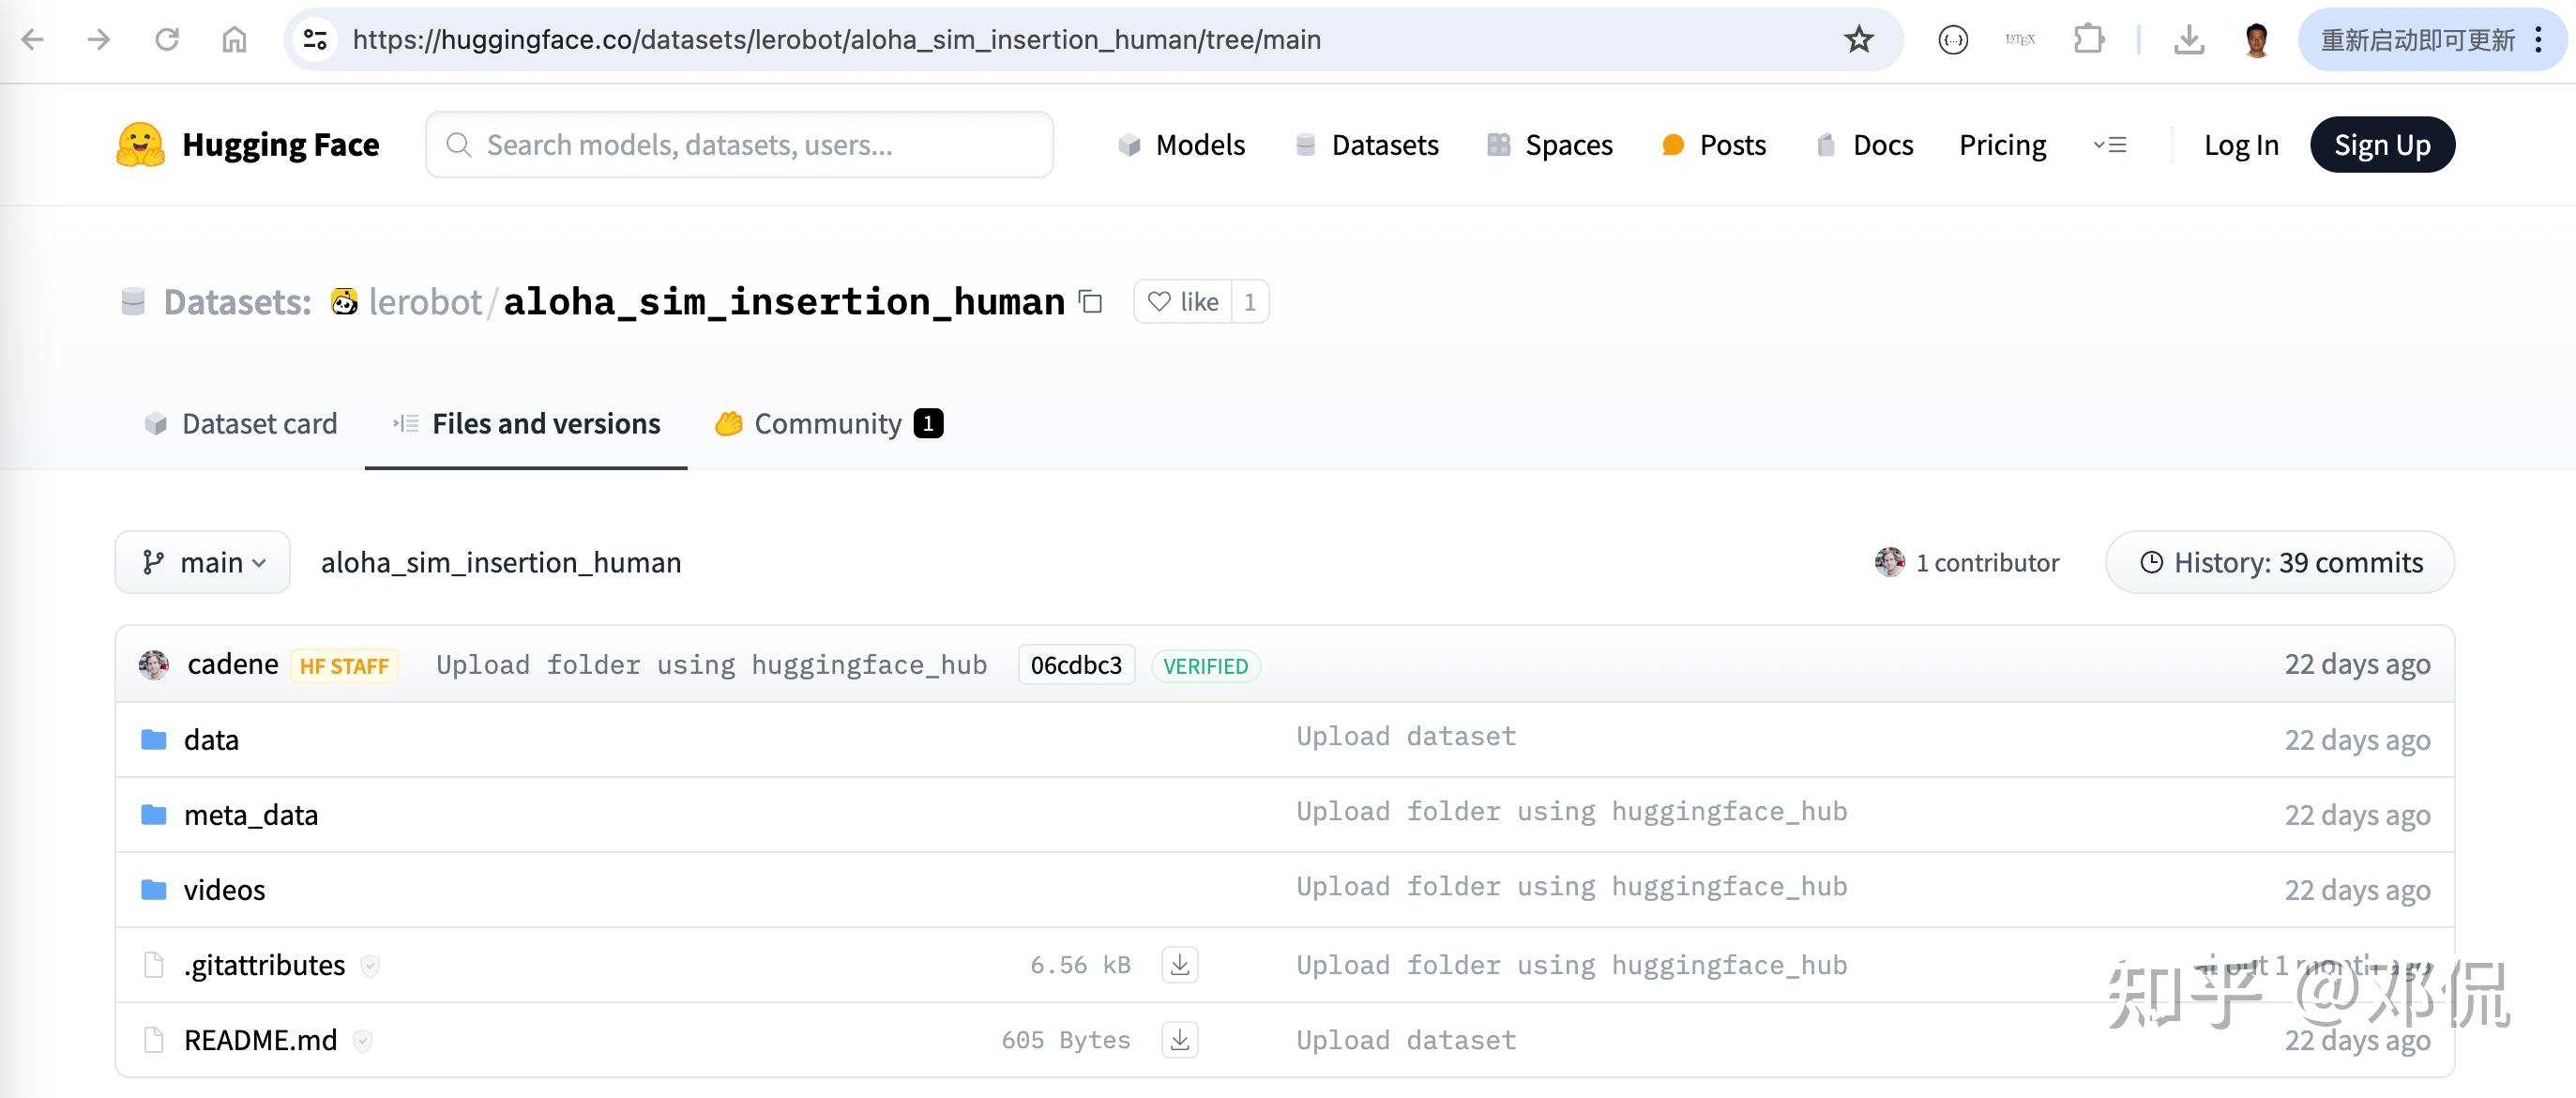 https://huggingface.co/datasets/lerobot/aloha_sim_insertion_human/tree/main
{...}
LATEX
重新启动即可更新
Hugging Face
Search models, datasets, users...
Models
Datasets
Spaces
Posts
Docs
Pricing
Log In
Sign Up
Datasets: lerobot/aloha_sim_insertion_human
like 1
Dataset card
Files and versions
Community 1
main
aloha_sim_insertion_human
1 contributor
History: 39 commits
cadene HF STAFF Upload folder using huggingface_hub 06cdbc3 VERIFIED 22 days ago
data Upload dataset 22 days ago
meta_data Upload folder using huggingface_hub 22 days ago
videos Upload folder using huggingface_hub 22 days ago
.gitattributes 6.56 kB Upload folder using huggingface_hub 1 month ago
README.md 605 Bytes Upload dataset 22 days ago
知乎 @邓侃